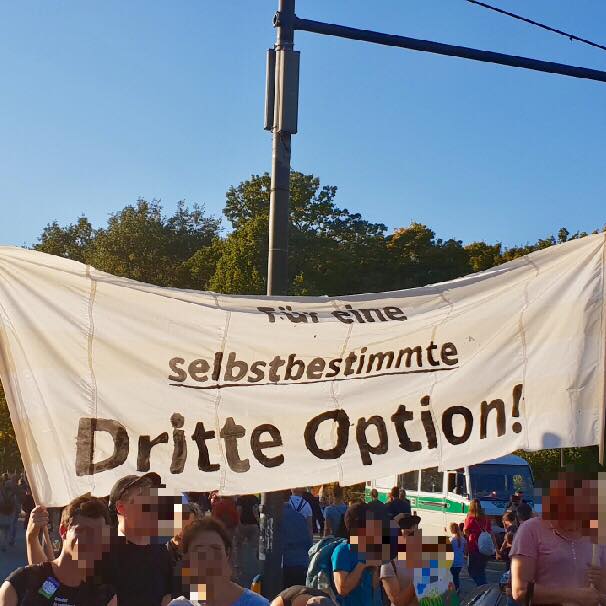 Für eine
selbstbestimmte
Dritte Option!